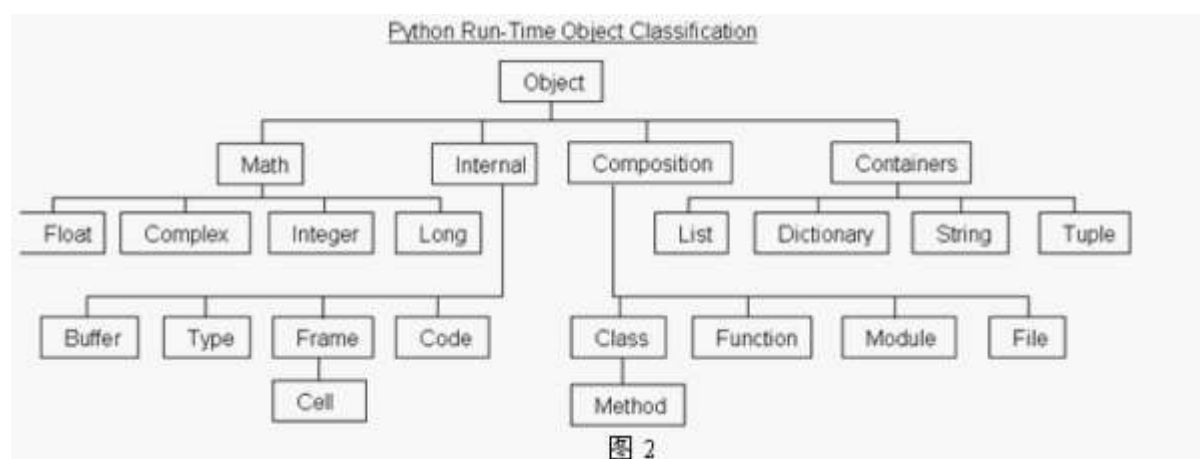 Python Run-Time Object Classification
Object
Math Internal Composition Containers
Float Complex Integer Long List Dictionary String Tuple
Buffer Type Frame Code Class Function Module File
Cell Method
图 2